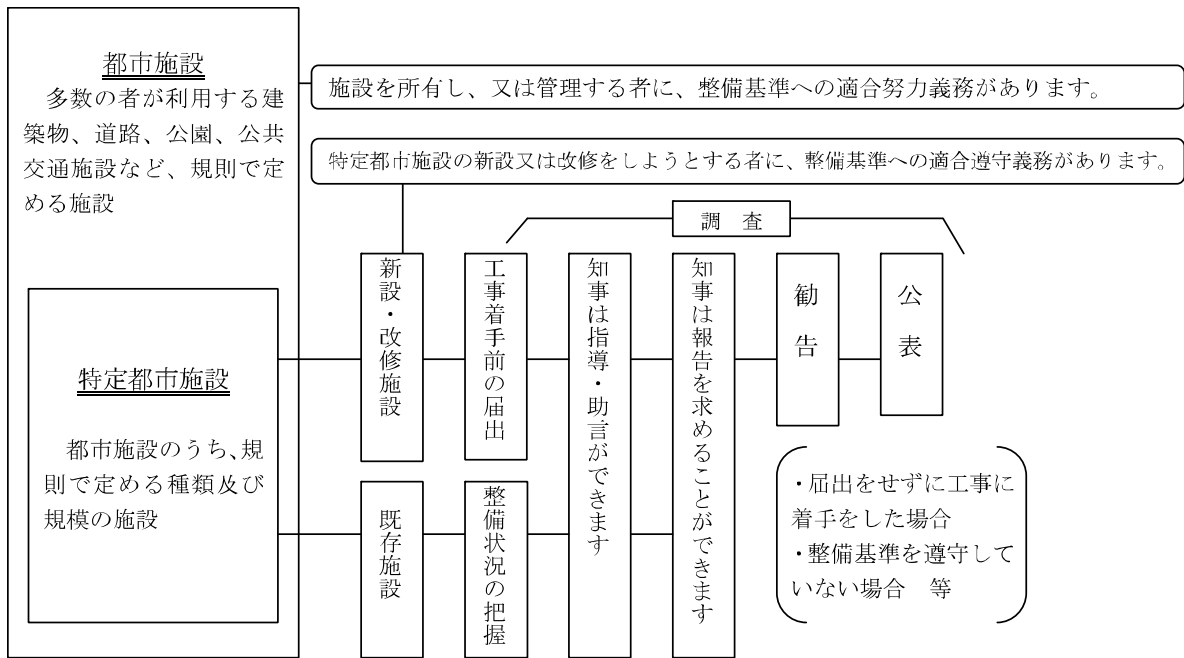 都市施設
多数の者が利用する建
築物、道路、公園、公共
交通施設など、規則で定
める施設
施設を所有し、又は管理する者に、整備基準への適合努力義務があります。
特定都市施設の新設又は改修をしようとする者に、整備基準への適合遵守義務があります。
調　査
特定都市施設
都市施設のうち、規
則で定める種類及び
規模の施設
新設・改修施設
工事着手前の届出
知事は指導・助言ができます
知事は報告を求めることができます
勧告
公表
既存施設
整備状況の把握
・届出をせずに工事に
着手をした場合
・整備基準を遵守して
いない場合　等